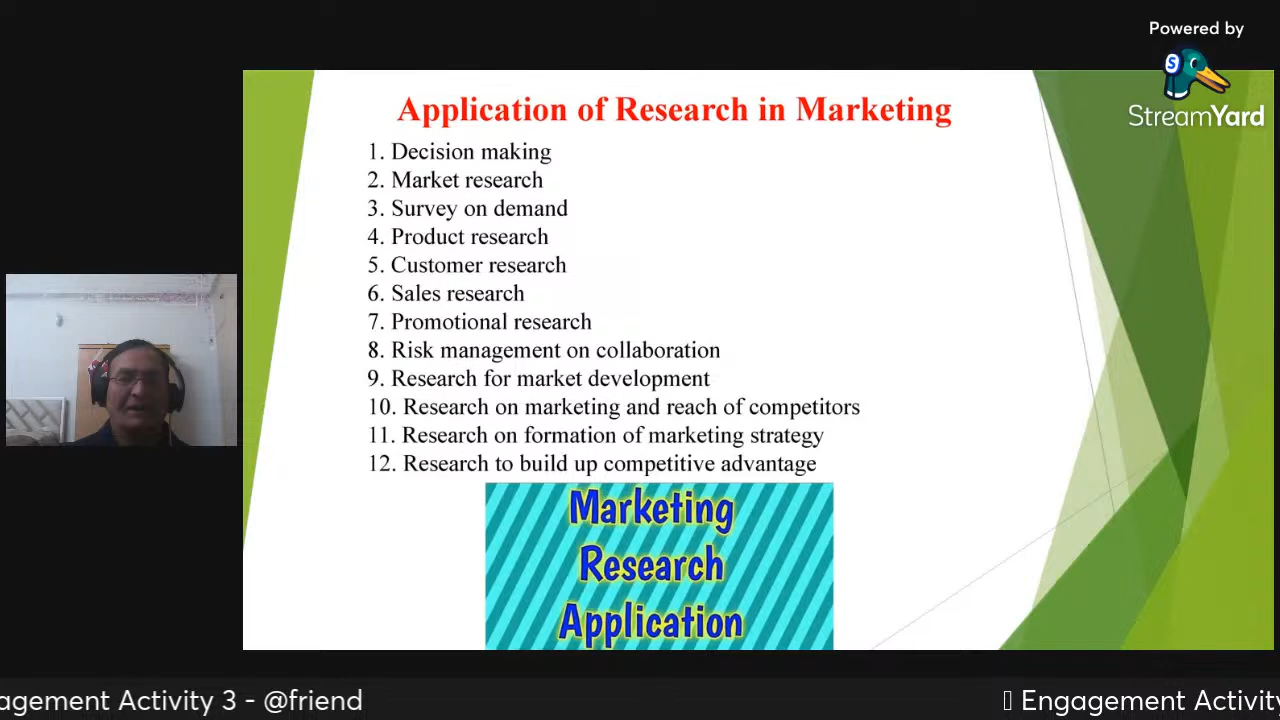 Powered by
StreamYard
Application of Research in Marketing
1. Decision making
2. Market research
3. Survey on demand
4. Product research
5. Customer research
6. Sales research
7. Promotional research
8. Risk management on collaboration
9. Research for market development
10. Research on marketing and reach of competitors
11. Research on formation of marketing strategy
12. Research to build up competitive advantage
Marketing
Research
Application
agement Activity 3 - @friend
Engagement Activity